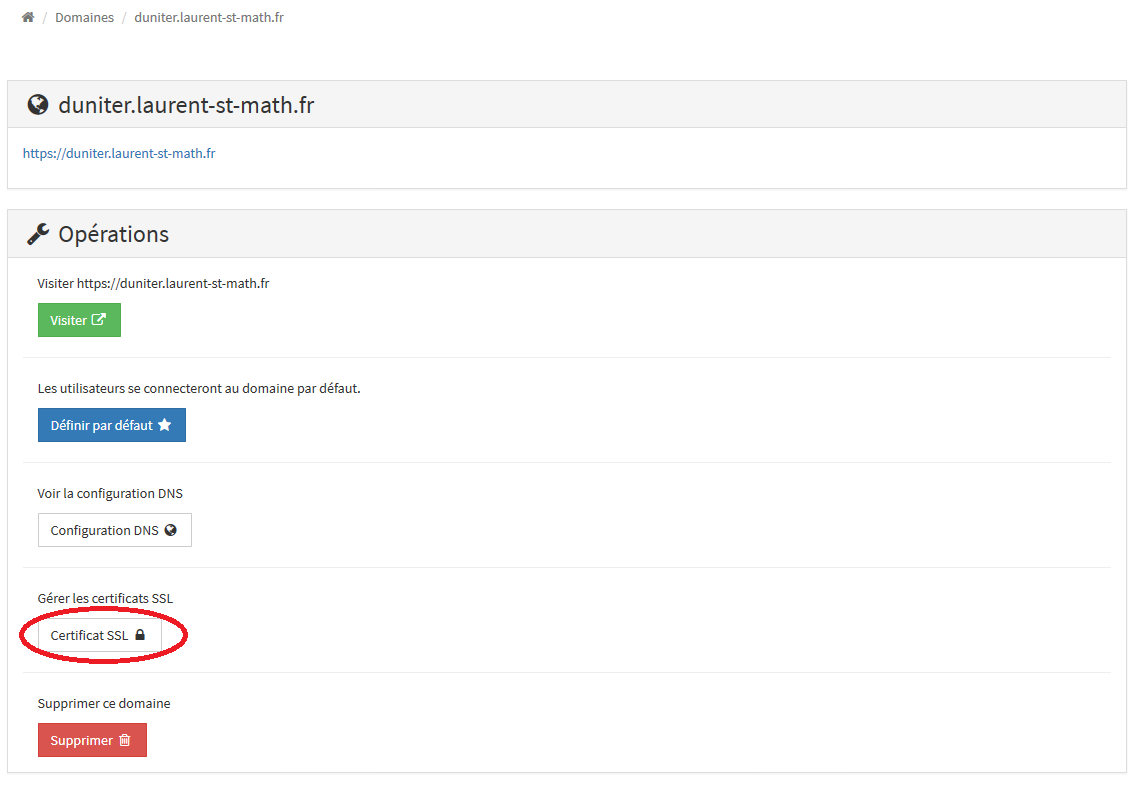 / Domaines / duniter.laurent-st-math.fr
duniter.laurent-st-math.fr
https://duniter.laurent-st-math.fr
Opérations
Visiter https://duniter.laurent-st-math.fr
Visiter
Les utilisateurs se connecteront au domaine par défaut.
Définir par défaut
Voir la configuration DNS
Configuration DNS
Gérer les certificats SSL
Certificat SSL
Supprimer ce domaine
Supprimer